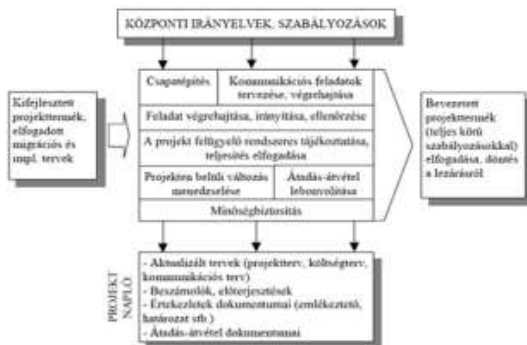 KÖZPONTI IRÁNYELVEK, SZABÁLYOZÁSOK
Kifejlesztett
projekttermék,
elfogadott
migrációs és
impl. tervek
Csapatépítés
Kommunikációs feladatok
tervezése, végrehajtása
Feladat végrehajtása, irányítása, ellenőrzése
A projekt felügyelő rendszeres tájékoztatása,
teljesítés elfogadása
Projekten belüli változás
menedzselése
Átadás-átvétel
lebonyolítása
Minőségbiztosítás
Bevezetett
projekttermék
(teljes körű
szabályozásokkal)
elfogadása, döntés
a lezárásról
PROJEKT
NAPLÓ
- Aktualizált tervek (projektterv, költségterv,
kommunikációs terv)
- Beszámolók, előterjesztések
- Értekezletek dokumentumai (emlékeztető,
határozat stb.)
- Átadás-átvétel dokumentumai